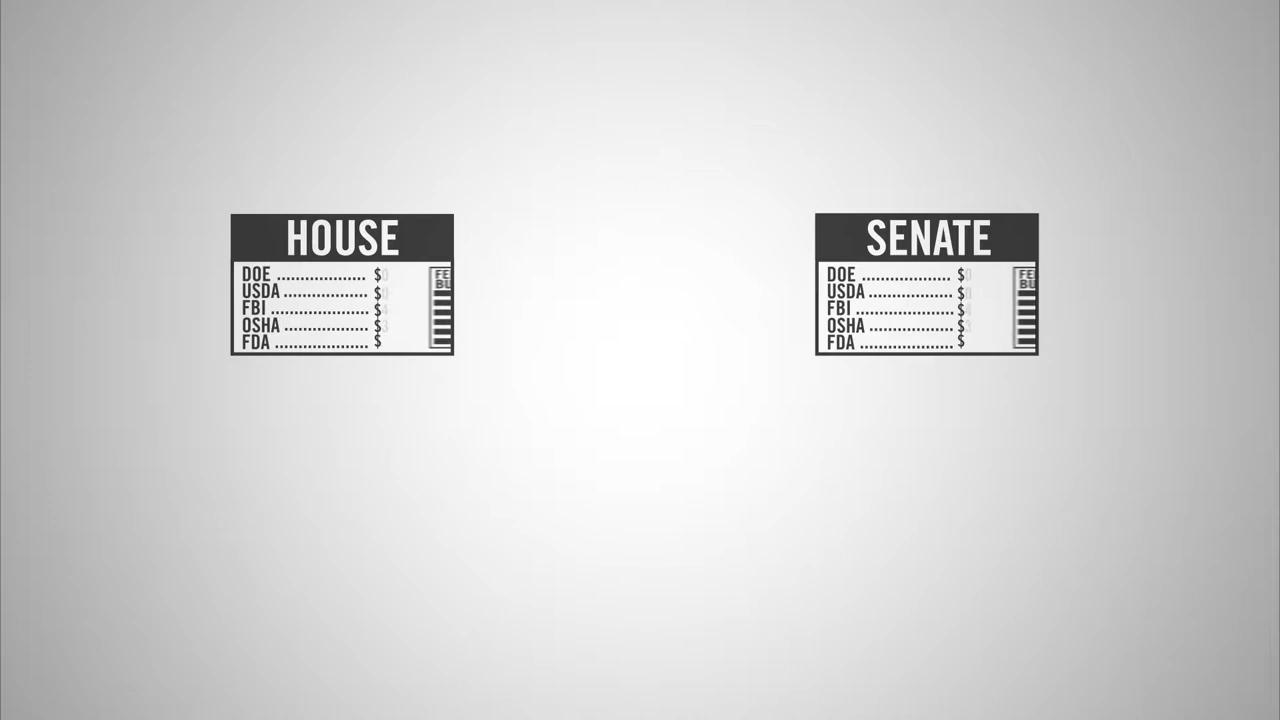 HOUSE
DOE .................. $
USDA ................. $
FBI .................... $
OSHA ................. $
FDA ................... $
SENATE
DOE .................. $
USDA ................. $
FBI .................... $
OSHA ................. $
FDA ................... $